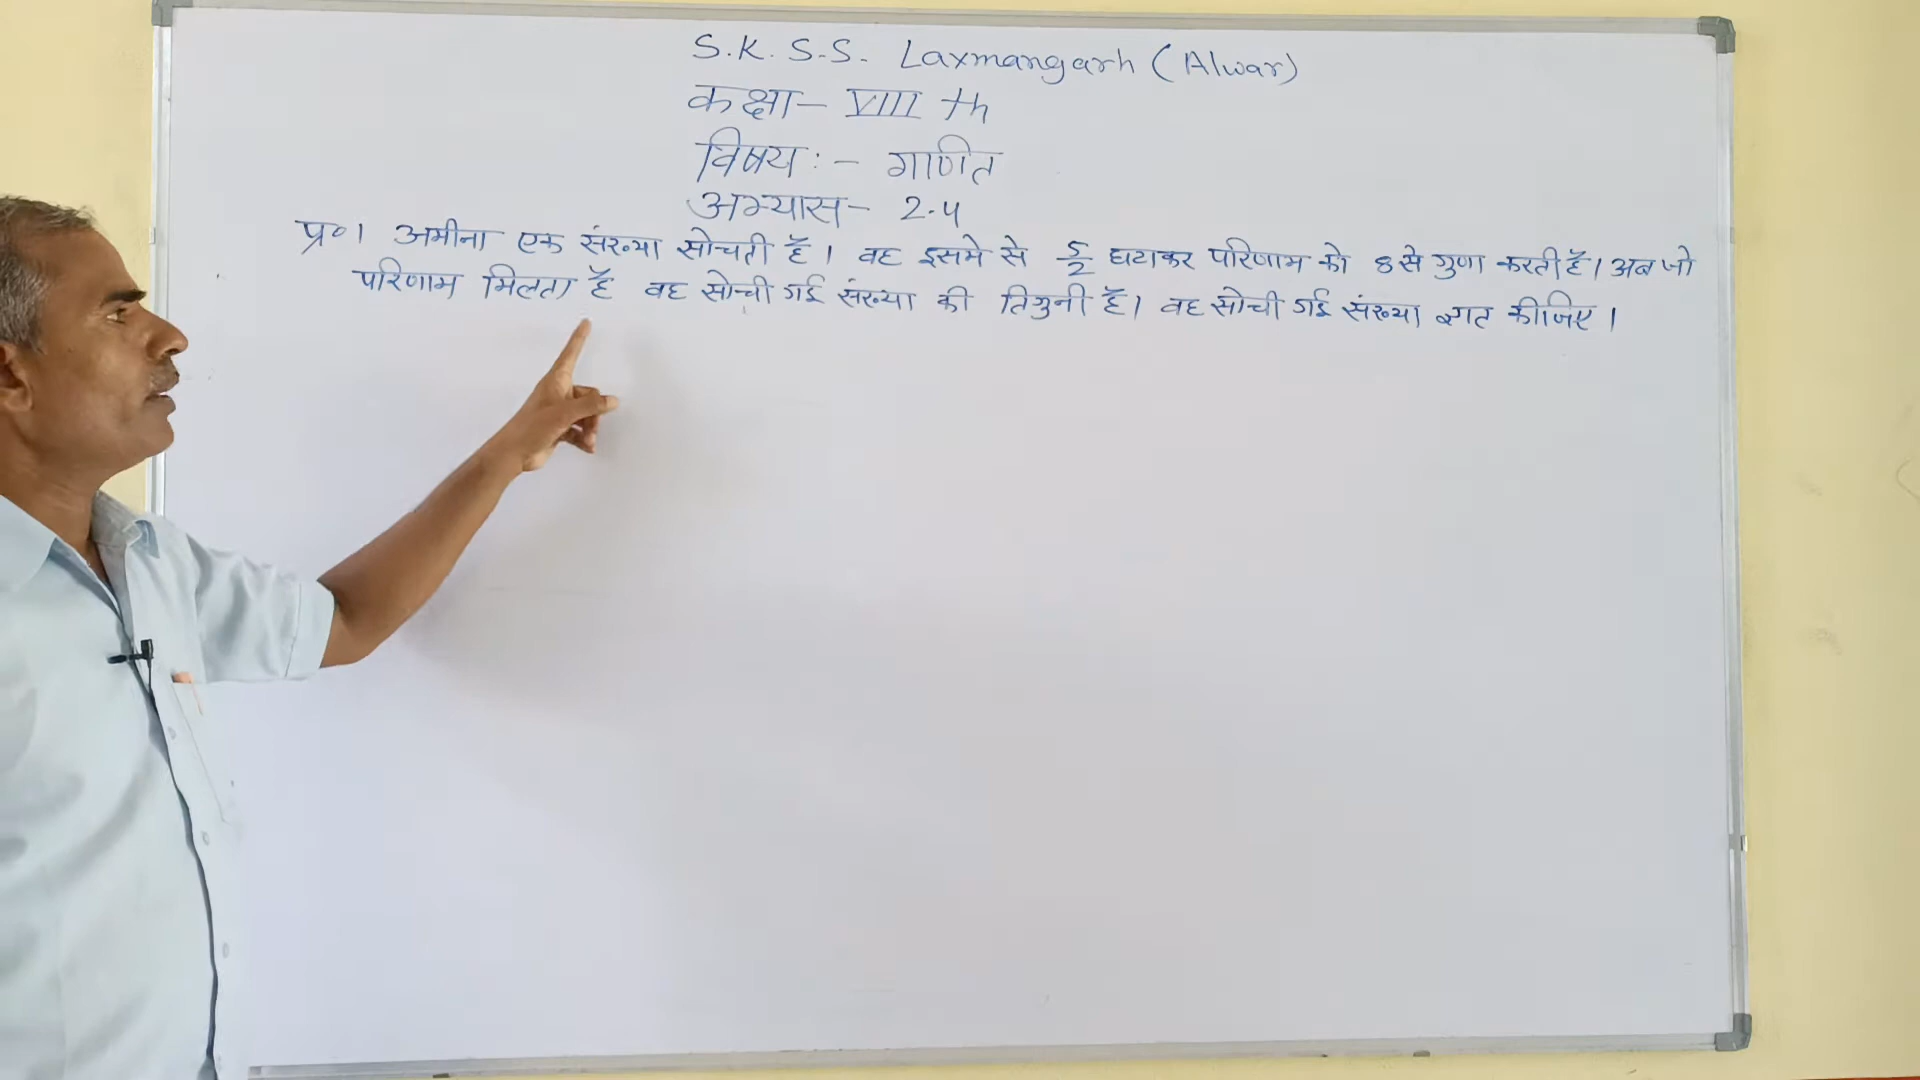 S.K. S.S. Laxmangarh (Alwar)
कक्षा- VIII th
विषय :- गणित
अभ्यास- 2.4
प्र०1 अमीना एक संख्या सोचती है। वह इसमे से 5/2 घटाकर परिणाम को 8 से गुणा करती है। अब जो
परिणाम मिलता है वह सोची गई संख्या की तिगुनी है। वह सोची गई संख्या ज्ञात कीजिए।